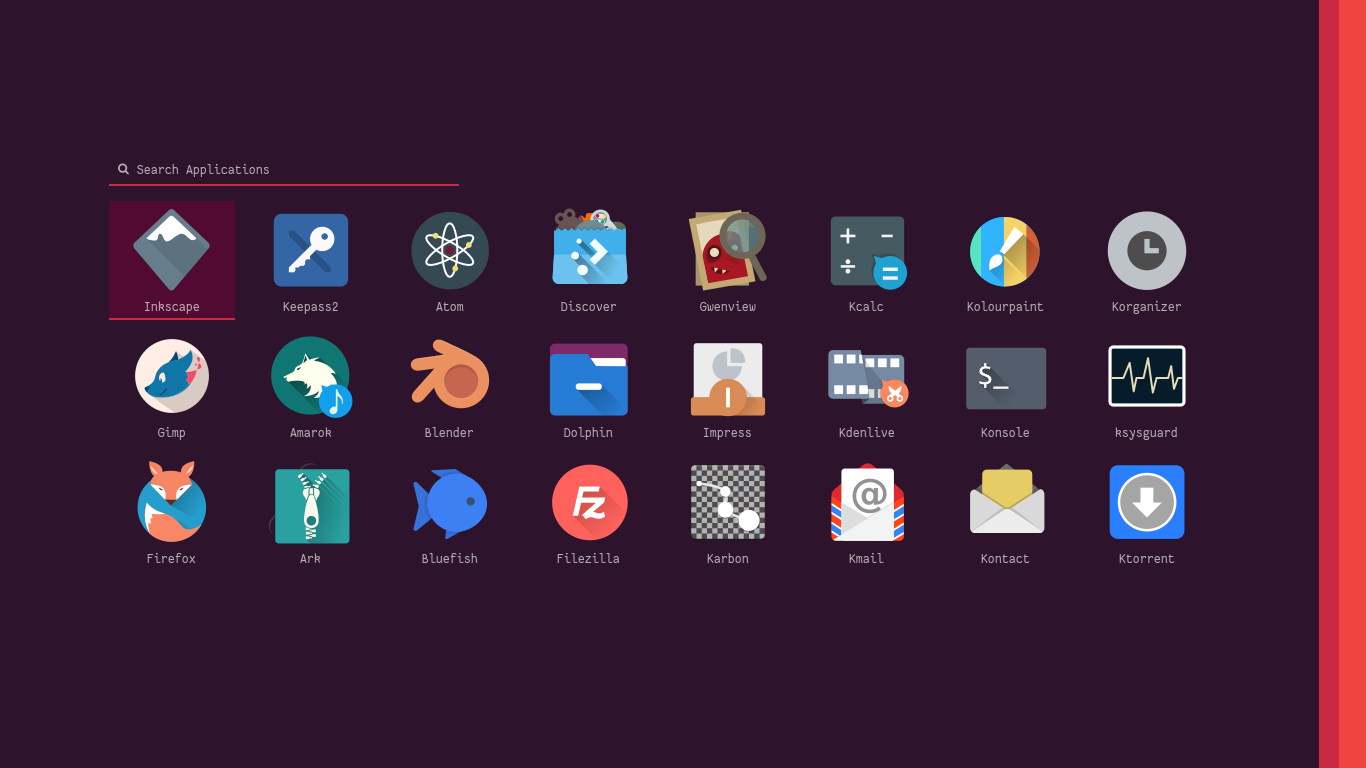 Search Applications
Inkscape Keepass2 Atom Discover Gwenview Kcalc Kolourpaint Korganizer
$_
Gimp Amarok Blender Dolphin Impress Kdenlive Konsole ksysguard
Fz @
Firefox Ark Bluefish Filezilla Karbon Kmail Kontact Ktorrent